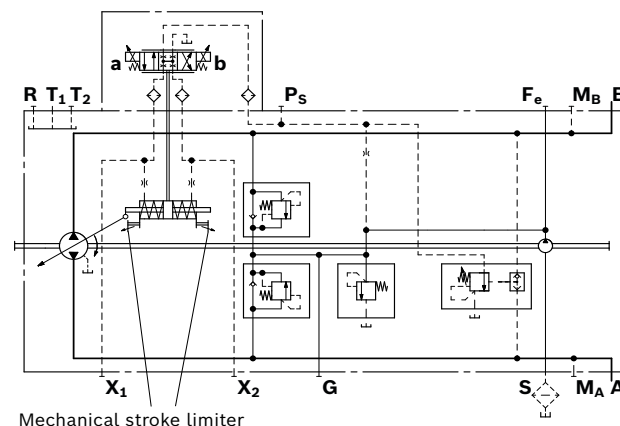 a b
R T₁ T₂ Pₛ Fₑ M_B B
X₁ X₂ G S M_A A
Mechanical stroke limiter